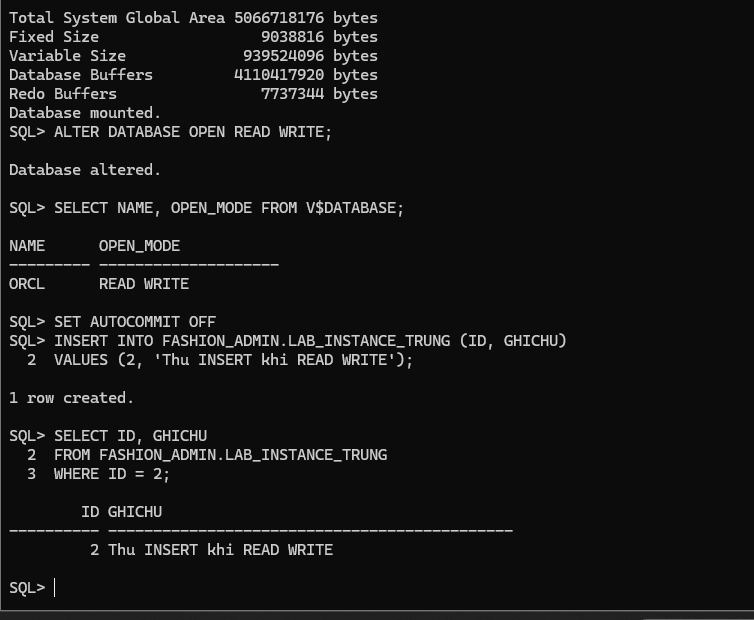 Total System Global Area 5066718176 bytes
Fixed Size                  9038816 bytes
Variable Size             939524096 bytes
Database Buffers         4110417920 bytes
Redo Buffers                7737344 bytes
Database mounted.
SQL> ALTER DATABASE OPEN READ WRITE;
Database altered.
SQL> SELECT NAME, OPEN_MODE FROM V$DATABASE;
NAME      OPEN_MODE
--------- --------------------
ORCL      READ WRITE
SQL> SET AUTOCOMMIT OFF
SQL> INSERT INTO FASHION_ADMIN.LAB_INSTANCE_TRUNG (ID, GHICHU)
  2  VALUES (2, 'Thu INSERT khi READ WRITE');
1 row created.
SQL> SELECT ID, GHICHU
  2  FROM FASHION_ADMIN.LAB_INSTANCE_TRUNG
  3  WHERE ID = 2;
        ID GHICHU
---------- ---------------------------------------------
         2 Thu INSERT khi READ WRITE
SQL>